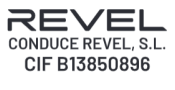 REVEL
CONDUCE REVEL, S.L.
CIF B13850896